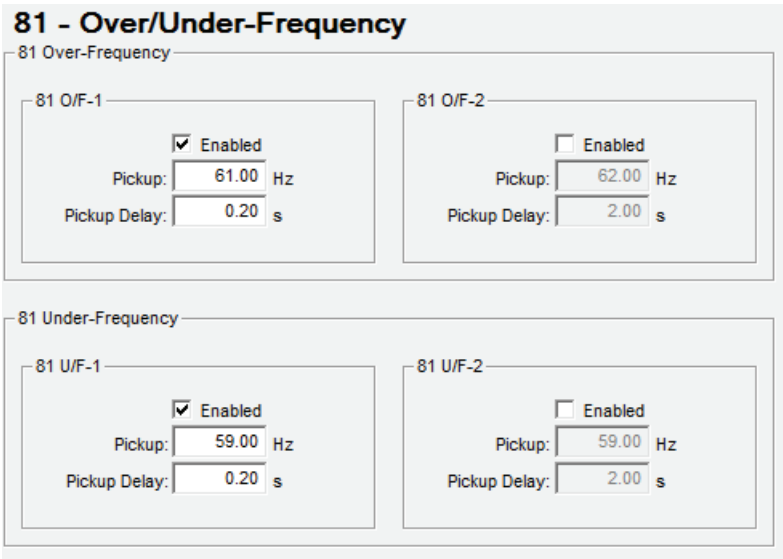 81 - Over/Under-Frequency
81 Over-Frequency
81 O/F-1
Enabled
Pickup: 61.00 Hz
Pickup Delay: 0.20 s
81 O/F-2
Enabled
Pickup: 62.00 Hz
Pickup Delay: 2.00 s
81 Under-Frequency
81 U/F-1
Enabled
Pickup: 59.00 Hz
Pickup Delay: 0.20 s
81 U/F-2
Enabled
Pickup: 59.00 Hz
Pickup Delay: 2.00 s